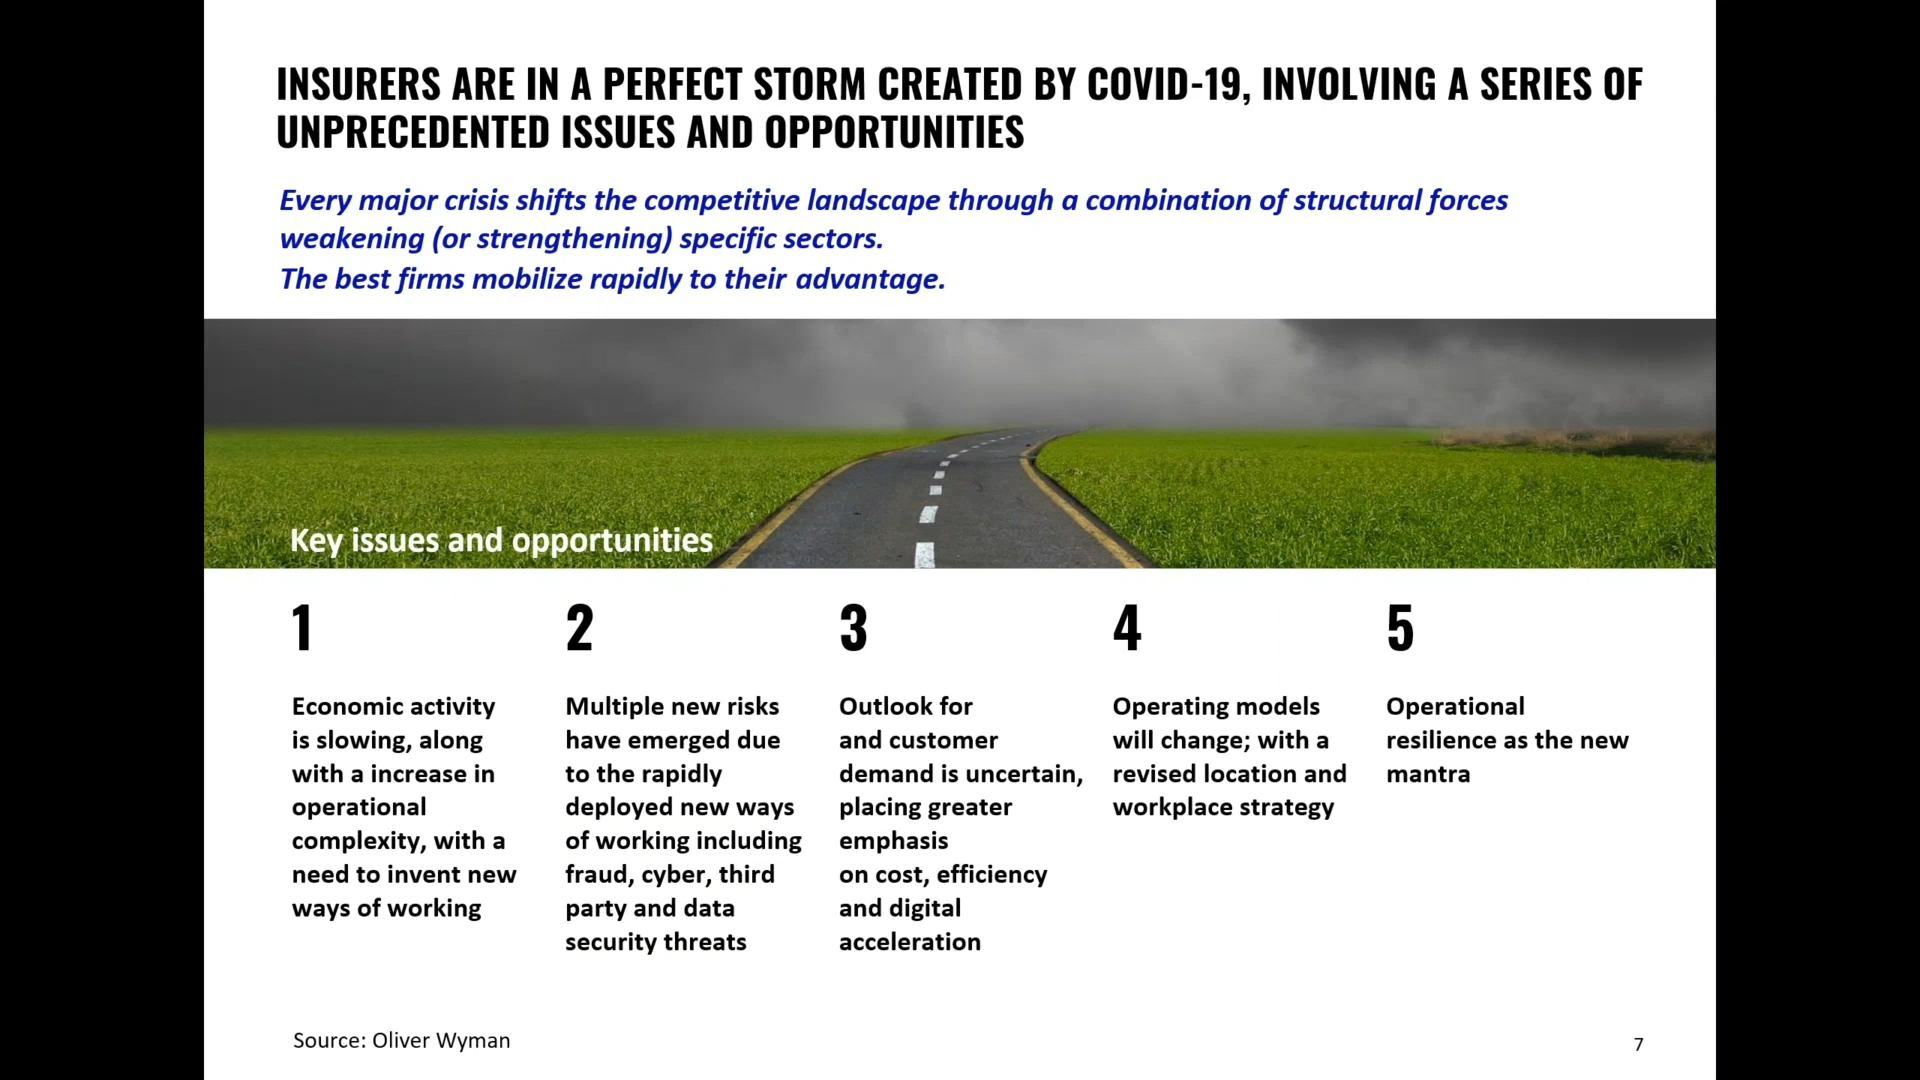 INSURERS ARE IN A PERFECT STORM CREATED BY COVID-19, INVOLVING A SERIES OF
UNPRECEDENTED ISSUES AND OPPORTUNITIES
Every major crisis shifts the competitive landscape through a combination of structural forces
weakening (or strengthening) specific sectors.
The best firms mobilize rapidly to their advantage.
Key issues and opportunities
1
Economic activity
is slowing, along
with a increase in
operational
complexity, with a
need to invent new
ways of working
2
Multiple new risks
have emerged due
to the rapidly
deployed new ways
of working including
fraud, cyber, third
party and data
security threats
3
Outlook for
and customer
demand is uncertain,
placing greater
emphasis
on cost, efficiency
and digital
acceleration
4
Operating models
will change; with a
revised location and
workplace strategy
5
Operational
resilience as the new
mantra
Source: Oliver Wyman
7